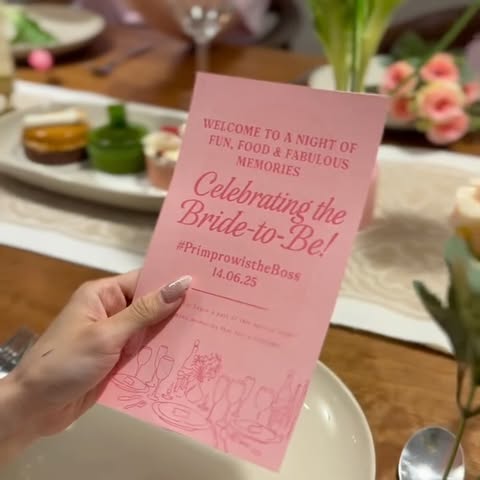 WELCOME TO A NIGHT OF
FUN, FOOD & FABULOUS
MEMORIES
Celebrating the
Bride-to-Be!
#PrimprowistheBoss
14.06.25